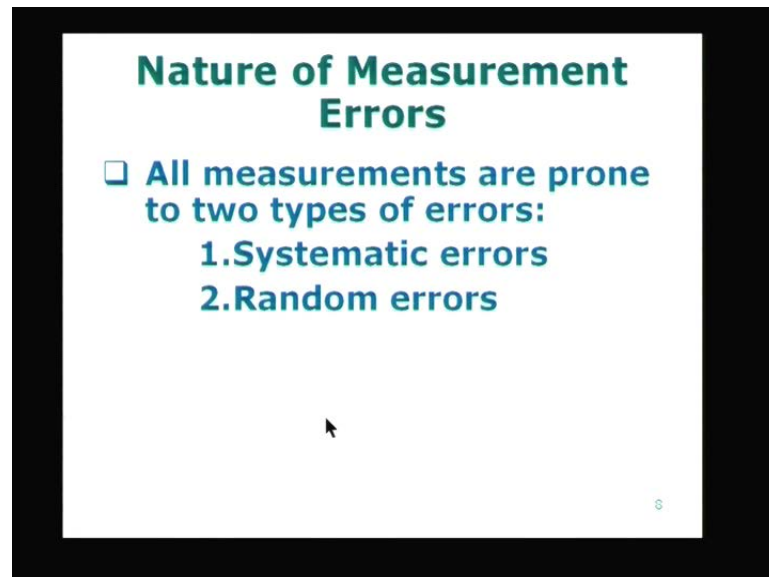 Nature of Measurement
Errors
All measurements are prone
to two types of errors:
1.Systematic errors
2.Random errors
8